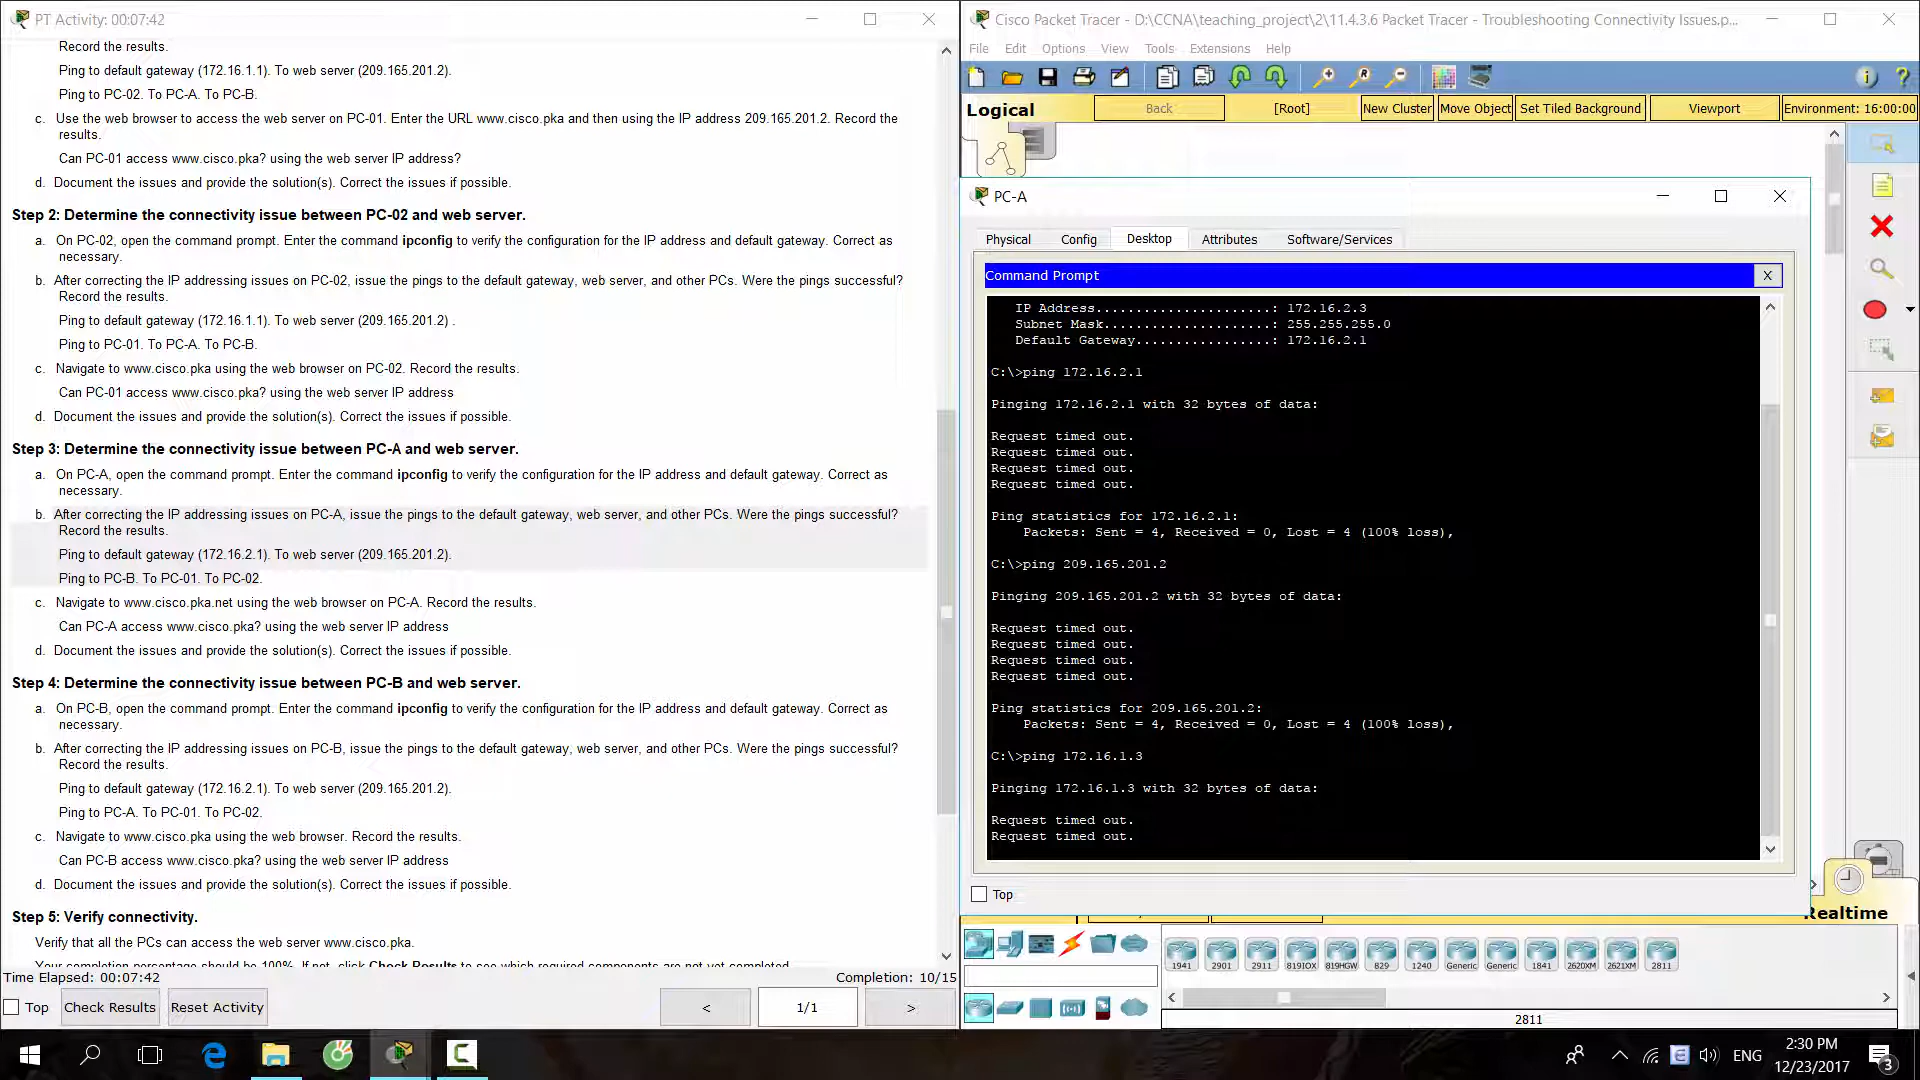 PT Activity: 00:07:42
Record the results.
Ping to default gateway (172.16.1.1). To web server (209.165.201.2).
Ping to PC-02. To PC-A. To PC-B.
c. Use the web browser to access the web server on PC-01. Enter the URL www.cisco.pka and then using the IP address 209.165.201.2. Record the
results.
Can PC-01 access www.cisco.pka? using the web server IP address?
d. Document the issues and provide the solution(s). Correct the issues if possible.
Step 2: Determine the connectivity issue between PC-02 and web server.
a. On PC-02, open the command prompt. Enter the command ipconfig to verify the configuration for the IP address and default gateway. Correct as
necessary.
b. After correcting the IP addressing issues on PC-02, issue the pings to the default gateway, web server, and other PCs. Were the pings successful?
Record the results.
Ping to default gateway (172.16.1.1). To web server (209.165.201.2) .
Ping to PC-01. To PC-A. To PC-B.
c. Navigate to www.cisco.pka using the web browser on PC-02. Record the results.
Can PC-01 access www.cisco.pka? using the web server IP address
d. Document the issues and provide the solution(s). Correct the issues if possible.
Step 3: Determine the connectivity issue between PC-A and web server.
a. On PC-A, open the command prompt. Enter the command ipconfig to verify the configuration for the IP address and default gateway. Correct as
necessary.
b. After correcting the IP addressing issues on PC-A, issue the pings to the default gateway, web server, and other PCs. Were the pings successful?
Record the results.
Ping to default gateway (172.16.2.1). To web server (209.165.201.2).
Ping to PC-B. To PC-01. To PC-02.
c. Navigate to www.cisco.pka.net using the web browser on PC-A. Record the results.
Can PC-A access www.cisco.pka? using the web server IP address
d. Document the issues and provide the solution(s). Correct the issues if possible.
Step 4: Determine the connectivity issue between PC-B and web server.
a. On PC-B, open the command prompt. Enter the command ipconfig to verify the configuration for the IP address and default gateway. Correct as
necessary.
b. After correcting the IP addressing issues on PC-B, issue the pings to the default gateway, web server, and other PCs. Were the pings successful?
Record the results.
Ping to default gateway (172.16.2.1). To web server (209.165.201.2).
Ping to PC-A. To PC-01. To PC-02.
c. Navigate to www.cisco.pka using the web browser. Record the results.
Can PC-B access www.cisco.pka? using the web server IP address
d. Document the issues and provide the solution(s). Correct the issues if possible.
Step 5: Verify connectivity.
Verify that all the PCs can access the web server www.cisco.pka.
Your completion percentage should be 100%. If not, click Check Results to see which required components are not yet completed.
Time Elapsed: 00:07:42 Completion: 10/15
Top Check Results Reset Activity < 1/1 >
Cisco Packet Tracer - D:\CCNA\teaching_project\2\11.4.3.6 Packet Tracer - Troubleshooting Connectivity Issues.p...
File Edit Options View Tools Extensions Help
Logical Back [Root] New Cluster Move Object Set Tiled Background Viewport Environment: 16:00:00
PC-A
Physical Config Desktop Attributes Software/Services
Command Prompt X
IP Address......................: 172.16.2.3
Subnet Mask.....................: 255.255.255.0
Default Gateway.................: 172.16.2.1
C:\>ping 172.16.2.1
Pinging 172.16.2.1 with 32 bytes of data:
Request timed out.
Request timed out.
Request timed out.
Request timed out.
Ping statistics for 172.16.2.1:
Packets: Sent = 4, Received = 0, Lost = 4 (100% loss),
C:\>ping 209.165.201.2
Pinging 209.165.201.2 with 32 bytes of data:
Request timed out.
Request timed out.
Request timed out.
Request timed out.
Ping statistics for 209.165.201.2:
Packets: Sent = 4, Received = 0, Lost = 4 (100% loss),
C:\>ping 172.16.1.3
Pinging 172.16.1.3 with 32 bytes of data:
Request timed out.
Request timed out.
Top
Realtime
1941 2901 2911 819IOX 819HGW 829 1240 Generic Generic 1841 2620XM 2621XM 2811
2811
ENG
2:30 PM
12/23/2017
3